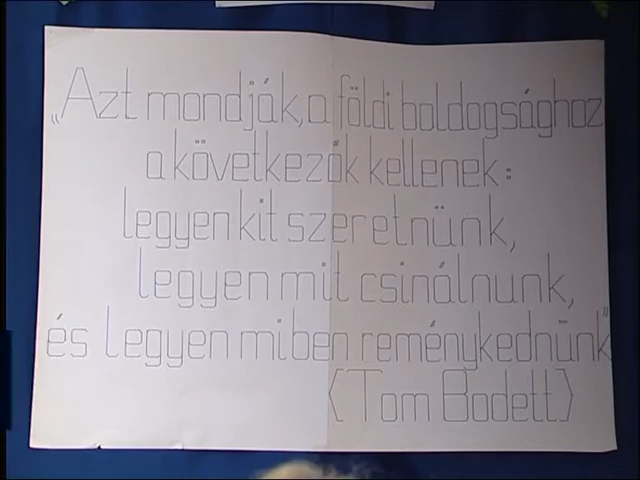 „Azt mondják, a földi boldogsághoz
a következők kellenek:
legyen kit szeretnünk,
legyen mit csinálnunk,
és legyen miben reménykednünk”
(Tom Bodett)